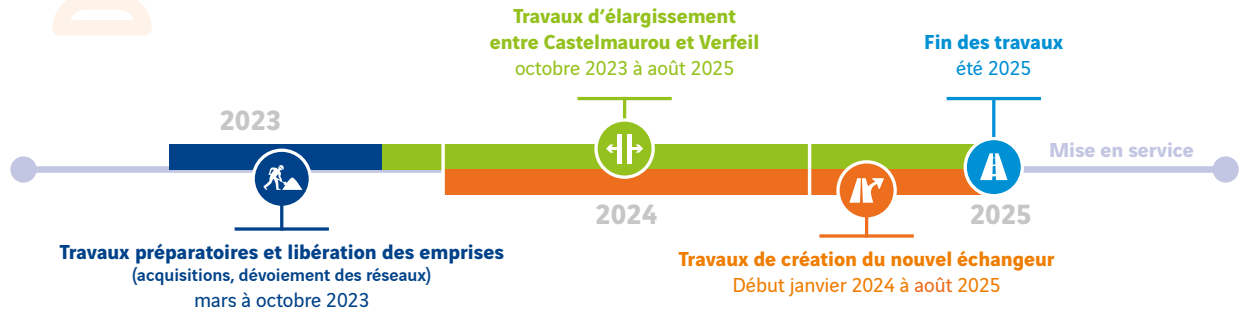 Travaux d'élargissement
entre Castelmaurou et Verfeil
octobre 2023 à août 2025
Fin des travaux
été 2025
2023
Mise en service
2024
2025
Travaux préparatoires et libération des emprises
(acquisitions, dévoiement des réseaux)
mars à octobre 2023
Travaux de création du nouvel échangeur
Début janvier 2024 à août 2025